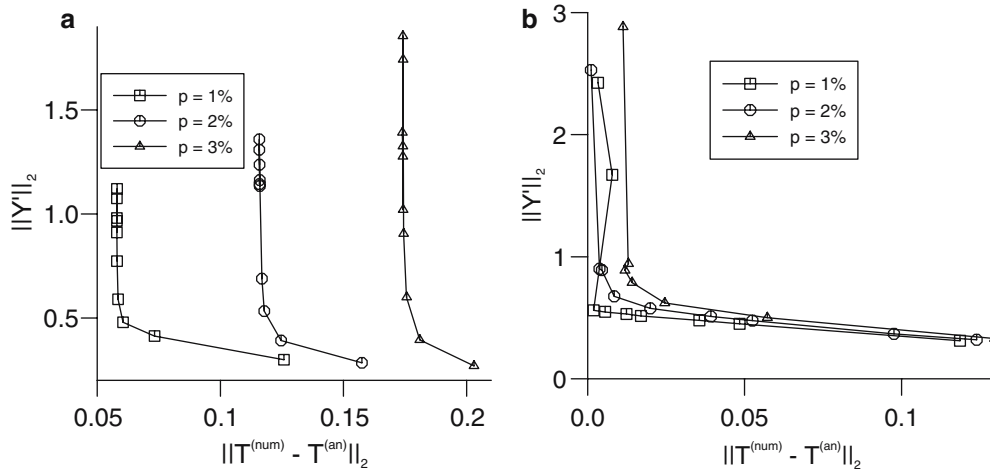 a
p = 1%
p = 2%
p = 3%
||Y'||2
1.5
1.0
0.5
0.05
0.1
0.15
0.2
||T(num) - T(an)||2
b
p = 1%
p = 2%
p = 3%
||Y'||2
3
2
1
0
0.0
0.05
0.1
||T(num) - T(an)||2